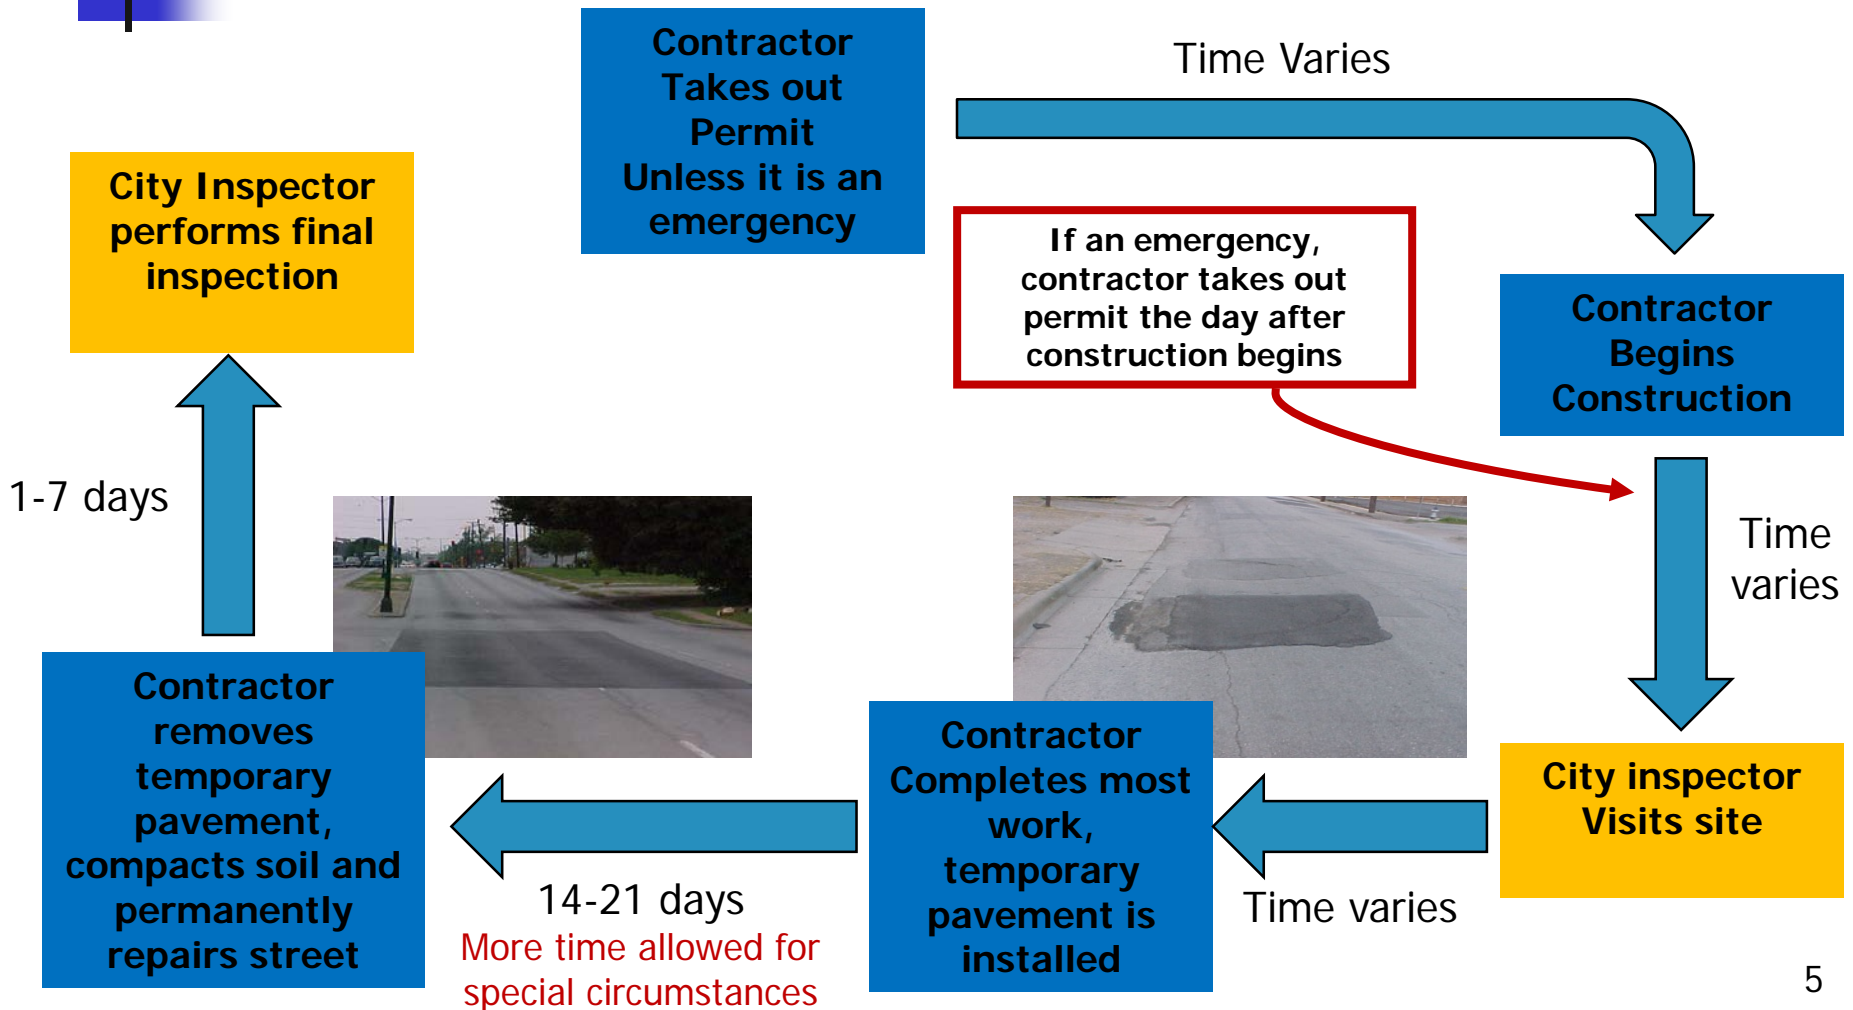 Contractor
Takes out
Permit
Unless it is an
emergency
Time Varies
If an emergency,
contractor takes out
permit the day after
construction begins
Contractor
Begins
Construction
Time
varies
City inspector
Visits site
Time varies
Contractor
Completes most
work,
temporary
pavement is
installed
14-21 days
More time allowed for
special circumstances
Contractor
removes
temporary
pavement,
compacts soil and
permanently
repairs street
1-7 days
City Inspector
performs final
inspection
5